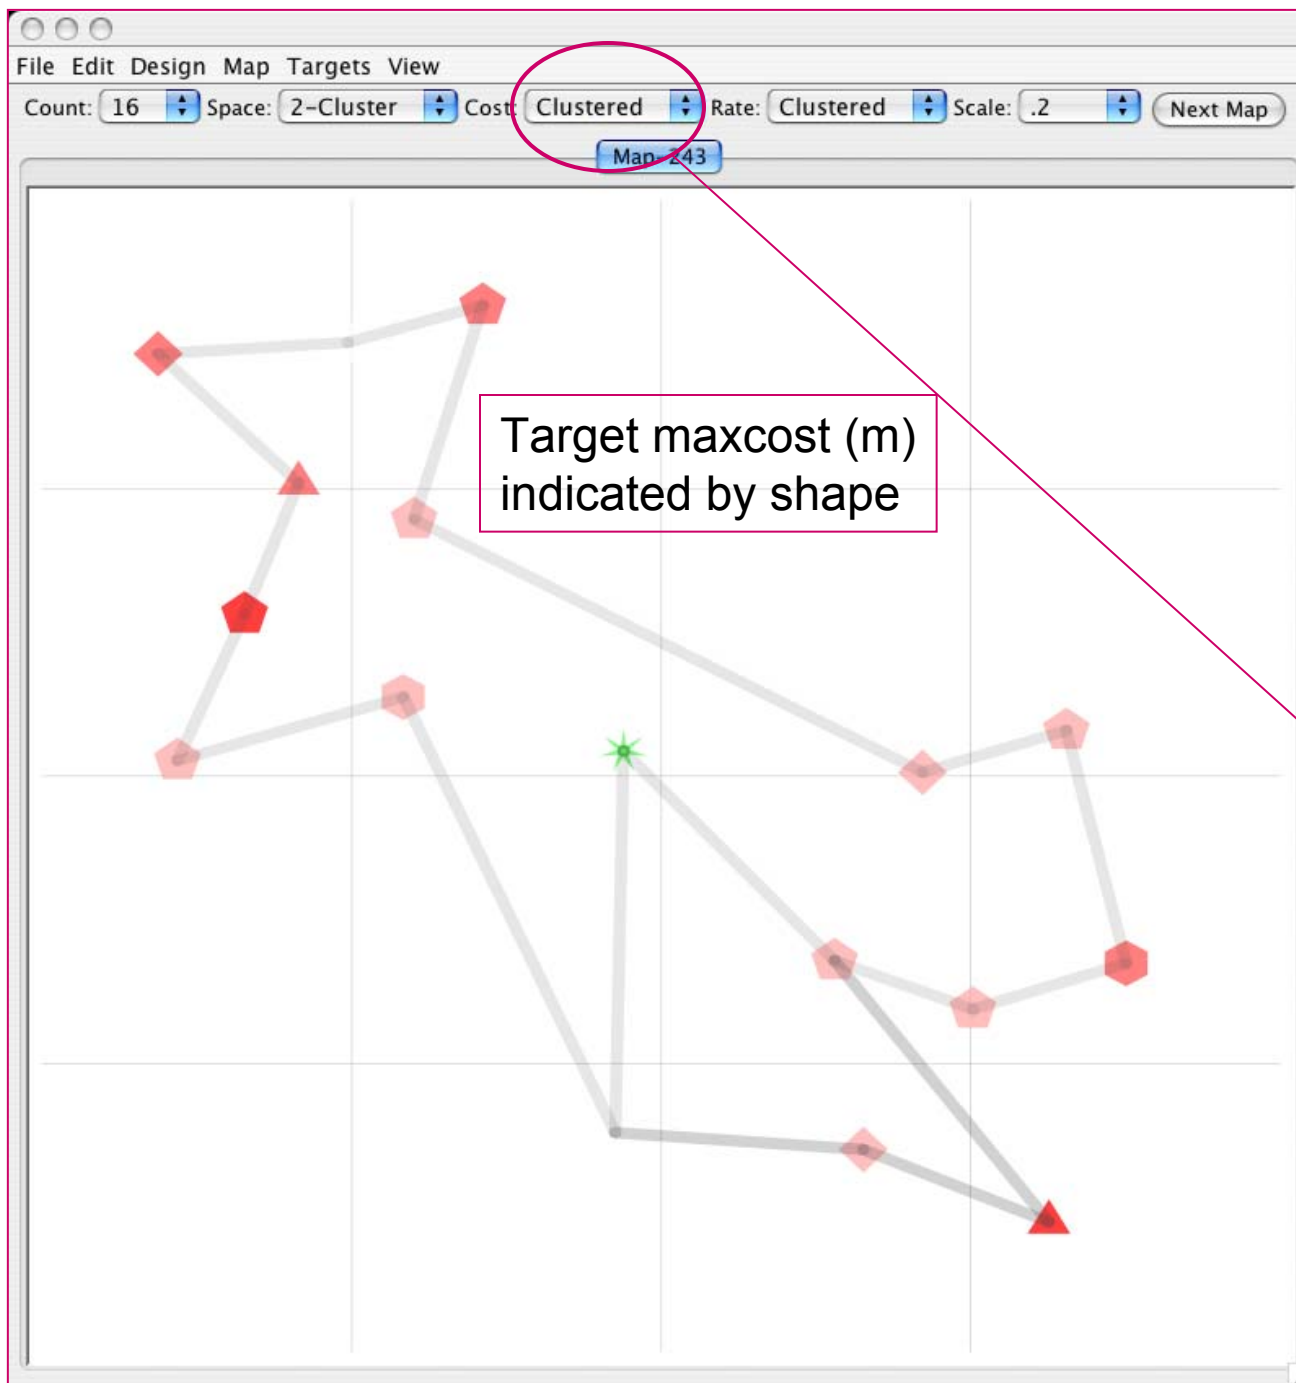 File Edit Design Map Targets View
Count: 16 Space: 2-Cluster Cost: Clustered Rate: Clustered Scale: .2 Next Map
Map-243
Target maxcost (m)
indicated by shape